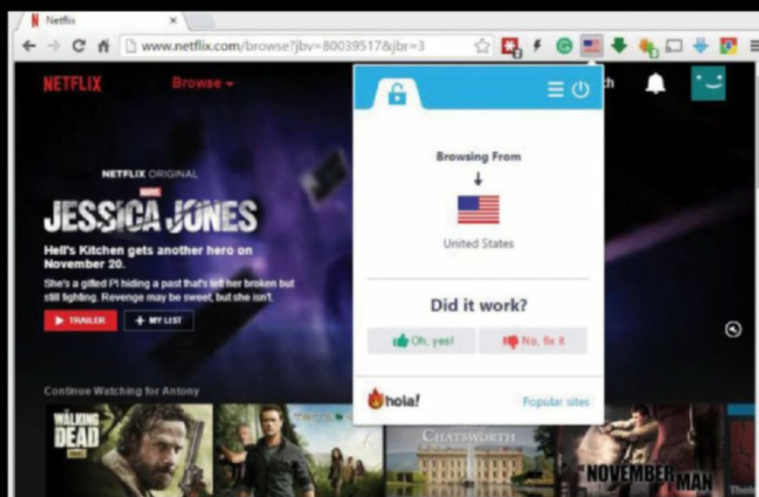 Netflix
www.netflix.com/browse?jbv=80039517&jbr=3
NETFLIX
Browse
ch
NETFLIX ORIGINAL
MARVEL
JESSICA JONES
Hell's Kitchen gets another hero on
November 20.
She's a gifted PI hiding a past that's left her broken but
still fighting. Revenge may be sweet, but she isn't.
TRAILER
+ MY LIST
Browsing From
United States
Did it work?
Oh, yes!
No, fix it
hola!
Popular sites
Continue Watching for Antony
THE
WALKING
DEAD
CHATSWORTH
NOVEMBER MAN